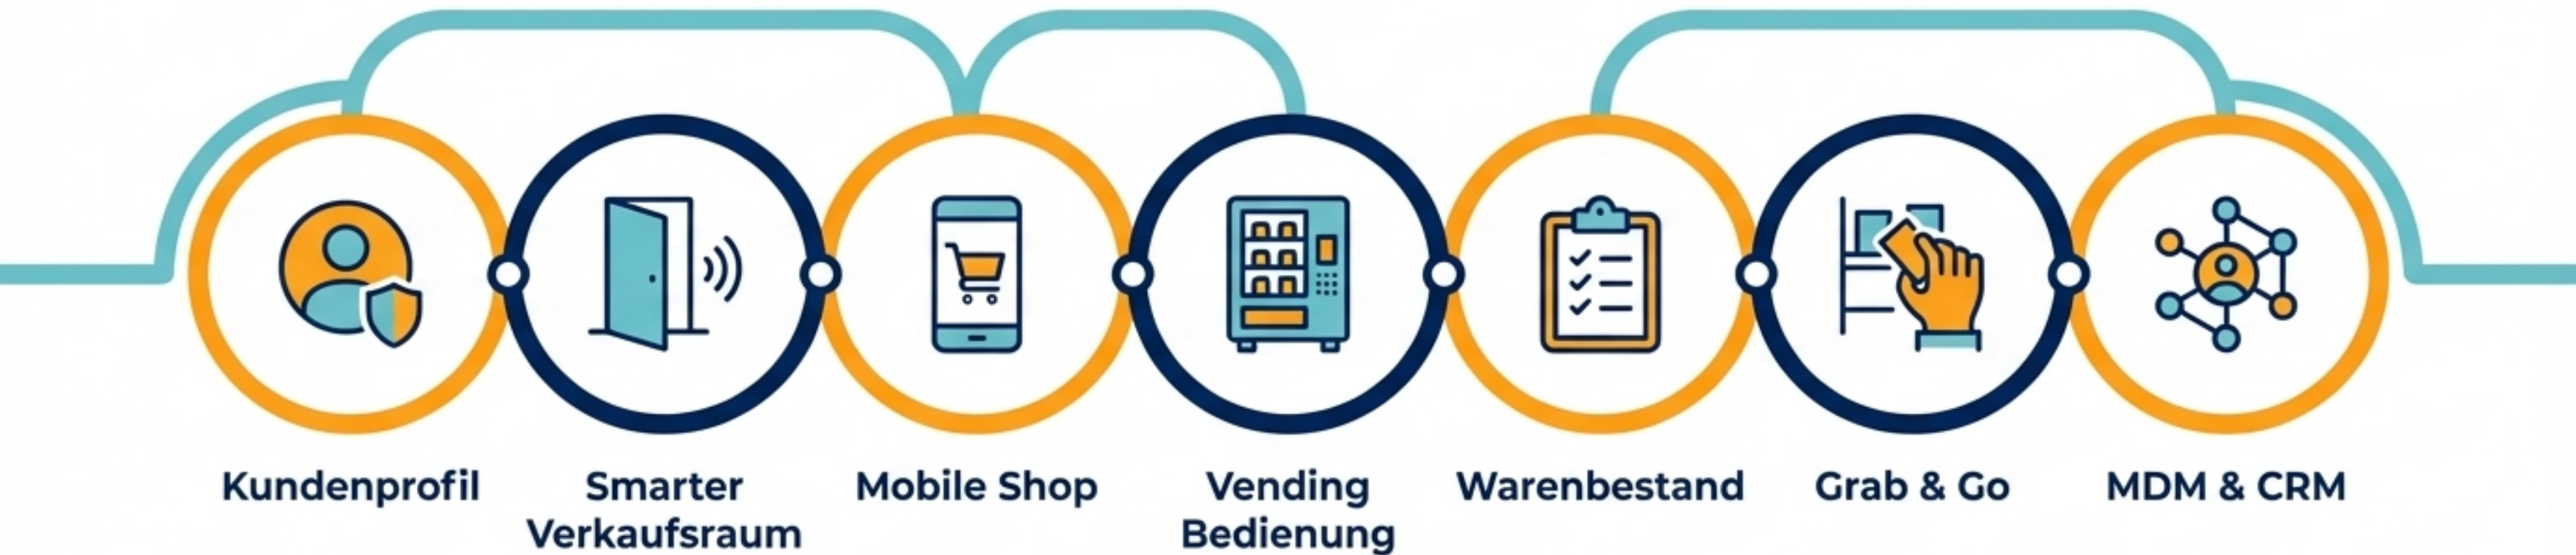 Kundenprofil
Smarter
Verkaufsraum
Mobile Shop
Vending
Bedienung
Warenbestand
Grab & Go
MDM & CRM